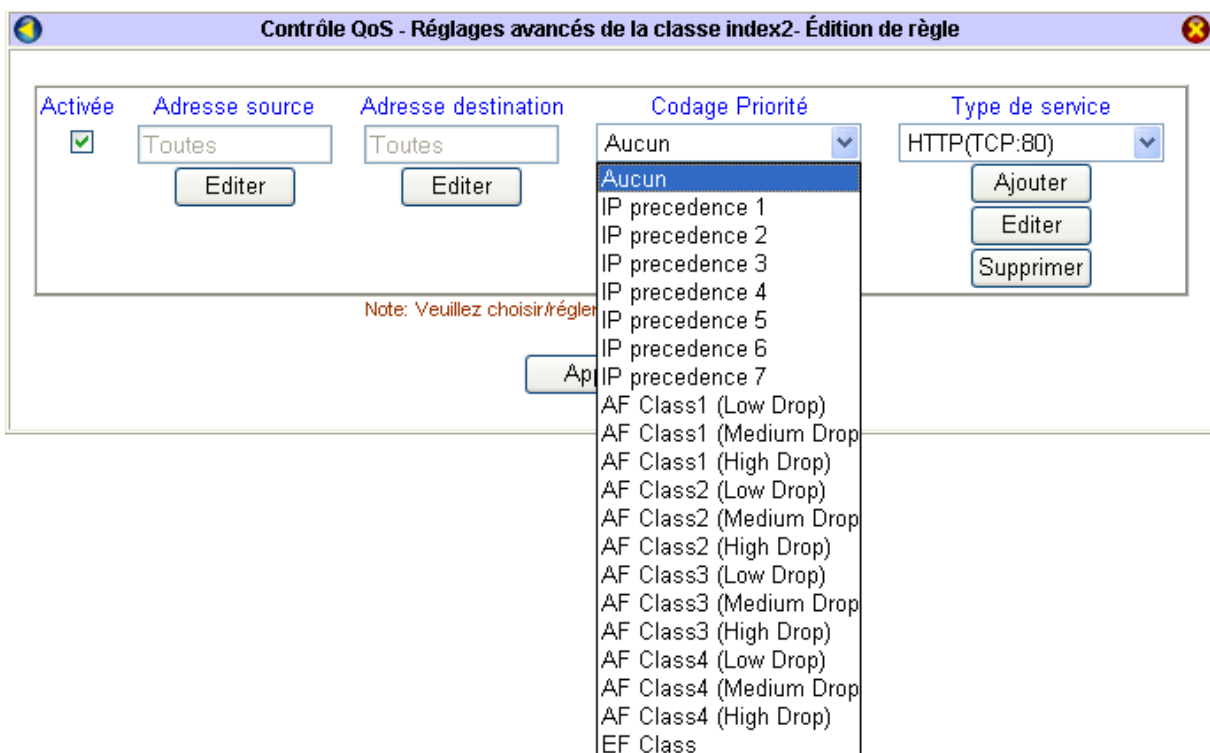 Contrôle QoS - Réglages avancés de la classe index2- Édition de règle
Activée Adresse source Adresse destination Codage Priorité Type de service
Toutes Toutes Aucun HTTP(TCP:80)
Editer Editer Aucun Ajouter
IP precedence 1
IP precedence 2 Editer
IP precedence 3 Supprimer
IP precedence 4
Note: Veuillez choisir/régler IP precedence 5
IP precedence 6
App IP precedence 7
AF Class1 (Low Drop)
AF Class1 (Medium Drop
AF Class1 (High Drop)
AF Class2 (Low Drop)
AF Class2 (Medium Drop
AF Class2 (High Drop)
AF Class3 (Low Drop)
AF Class3 (Medium Drop
AF Class3 (High Drop)
AF Class4 (Low Drop)
AF Class4 (Medium Drop
AF Class4 (High Drop)
EF Class